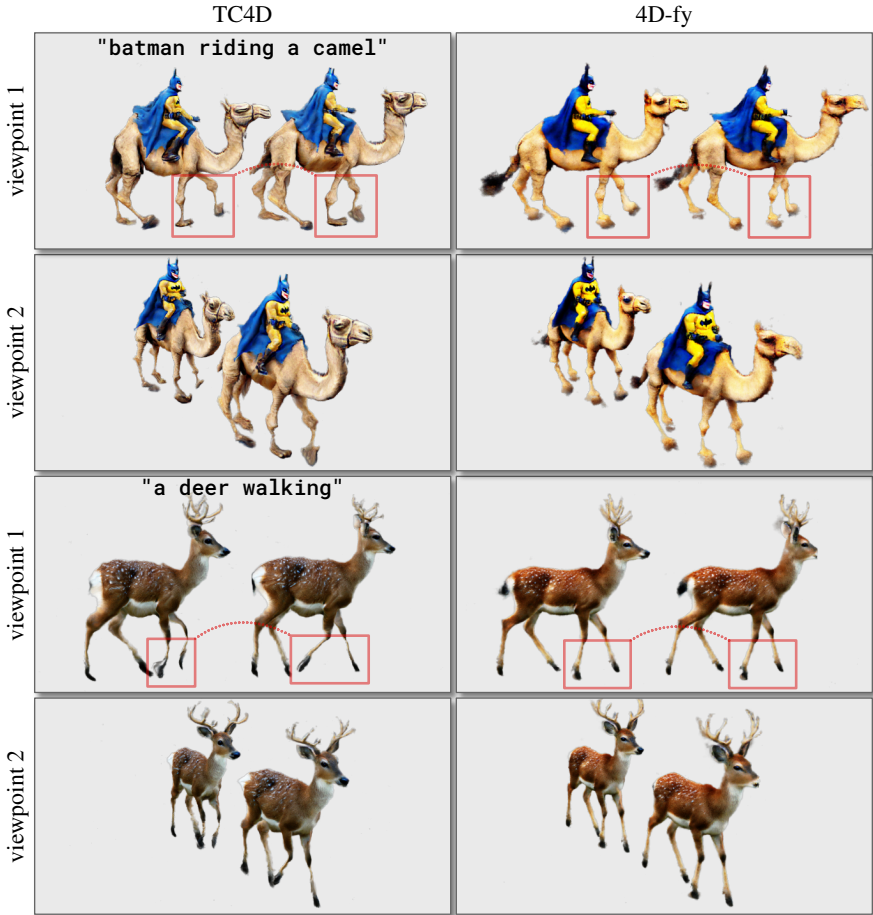 TC4D
4D-fy
"batman riding a camel"
viewpoint 1
viewpoint 2
"a deer walking"
viewpoint 1
viewpoint 2